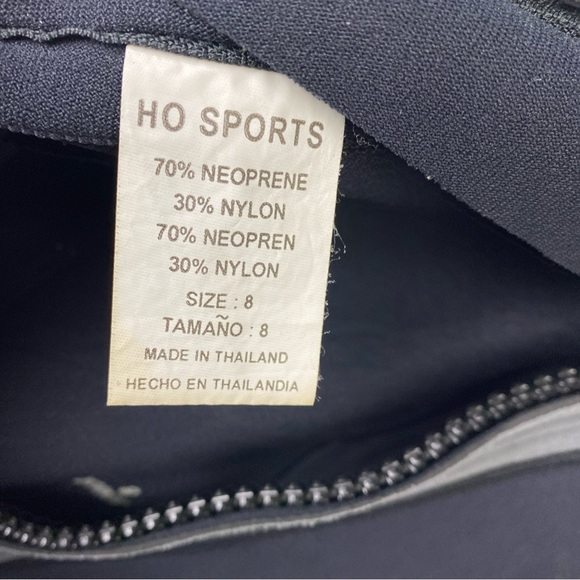 HO SPORTS
70% NEOPRENE
30% NYLON
70% NEOPREN
30% NYLON
SIZE : 8
TAMAÑO : 8
MADE IN THAILAND
HECHO EN THAILANDIA